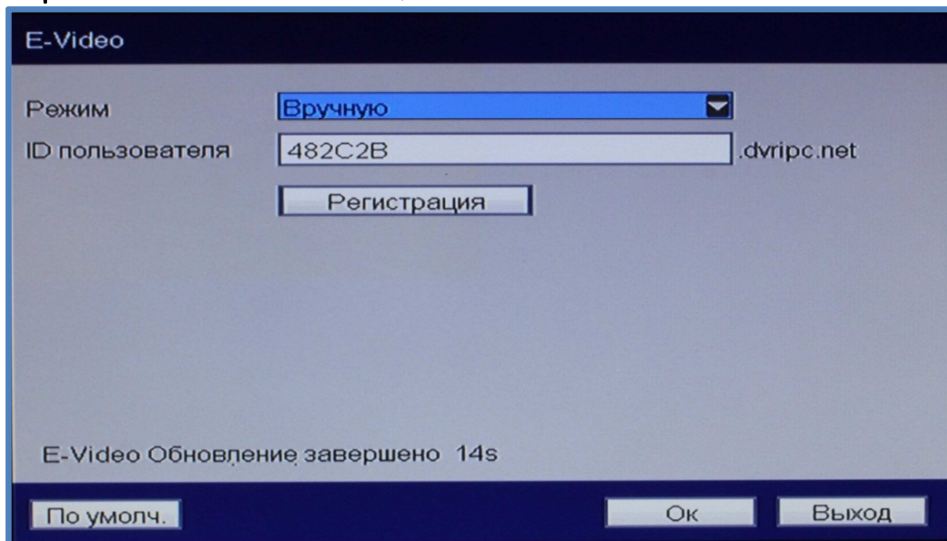 E-Video
Режим Вручную
ID пользователя 482C2B .dvripc.net
Регистрация
E-Video Обновление завершено 14s
По умолч. Ок Выход